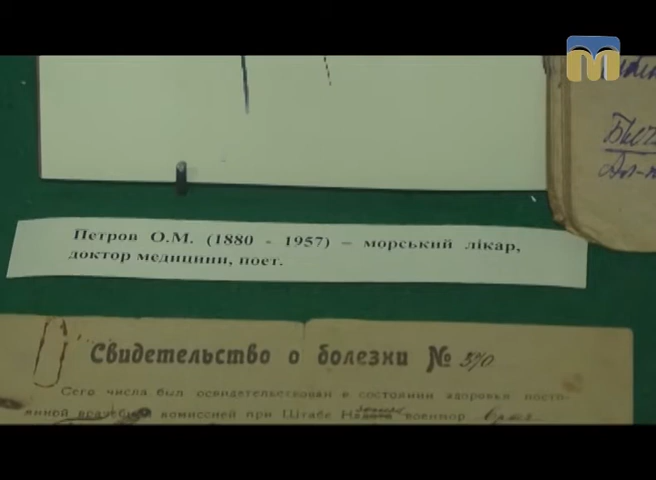 Петров О.М. (1880 - 1957) – морський лікар,
доктор медицини, поет.
Свидетельство о болезни № 590
Сего числа был освидетельствован в состоянии здоровья посто-
янной врачебной комиссией при Штабе